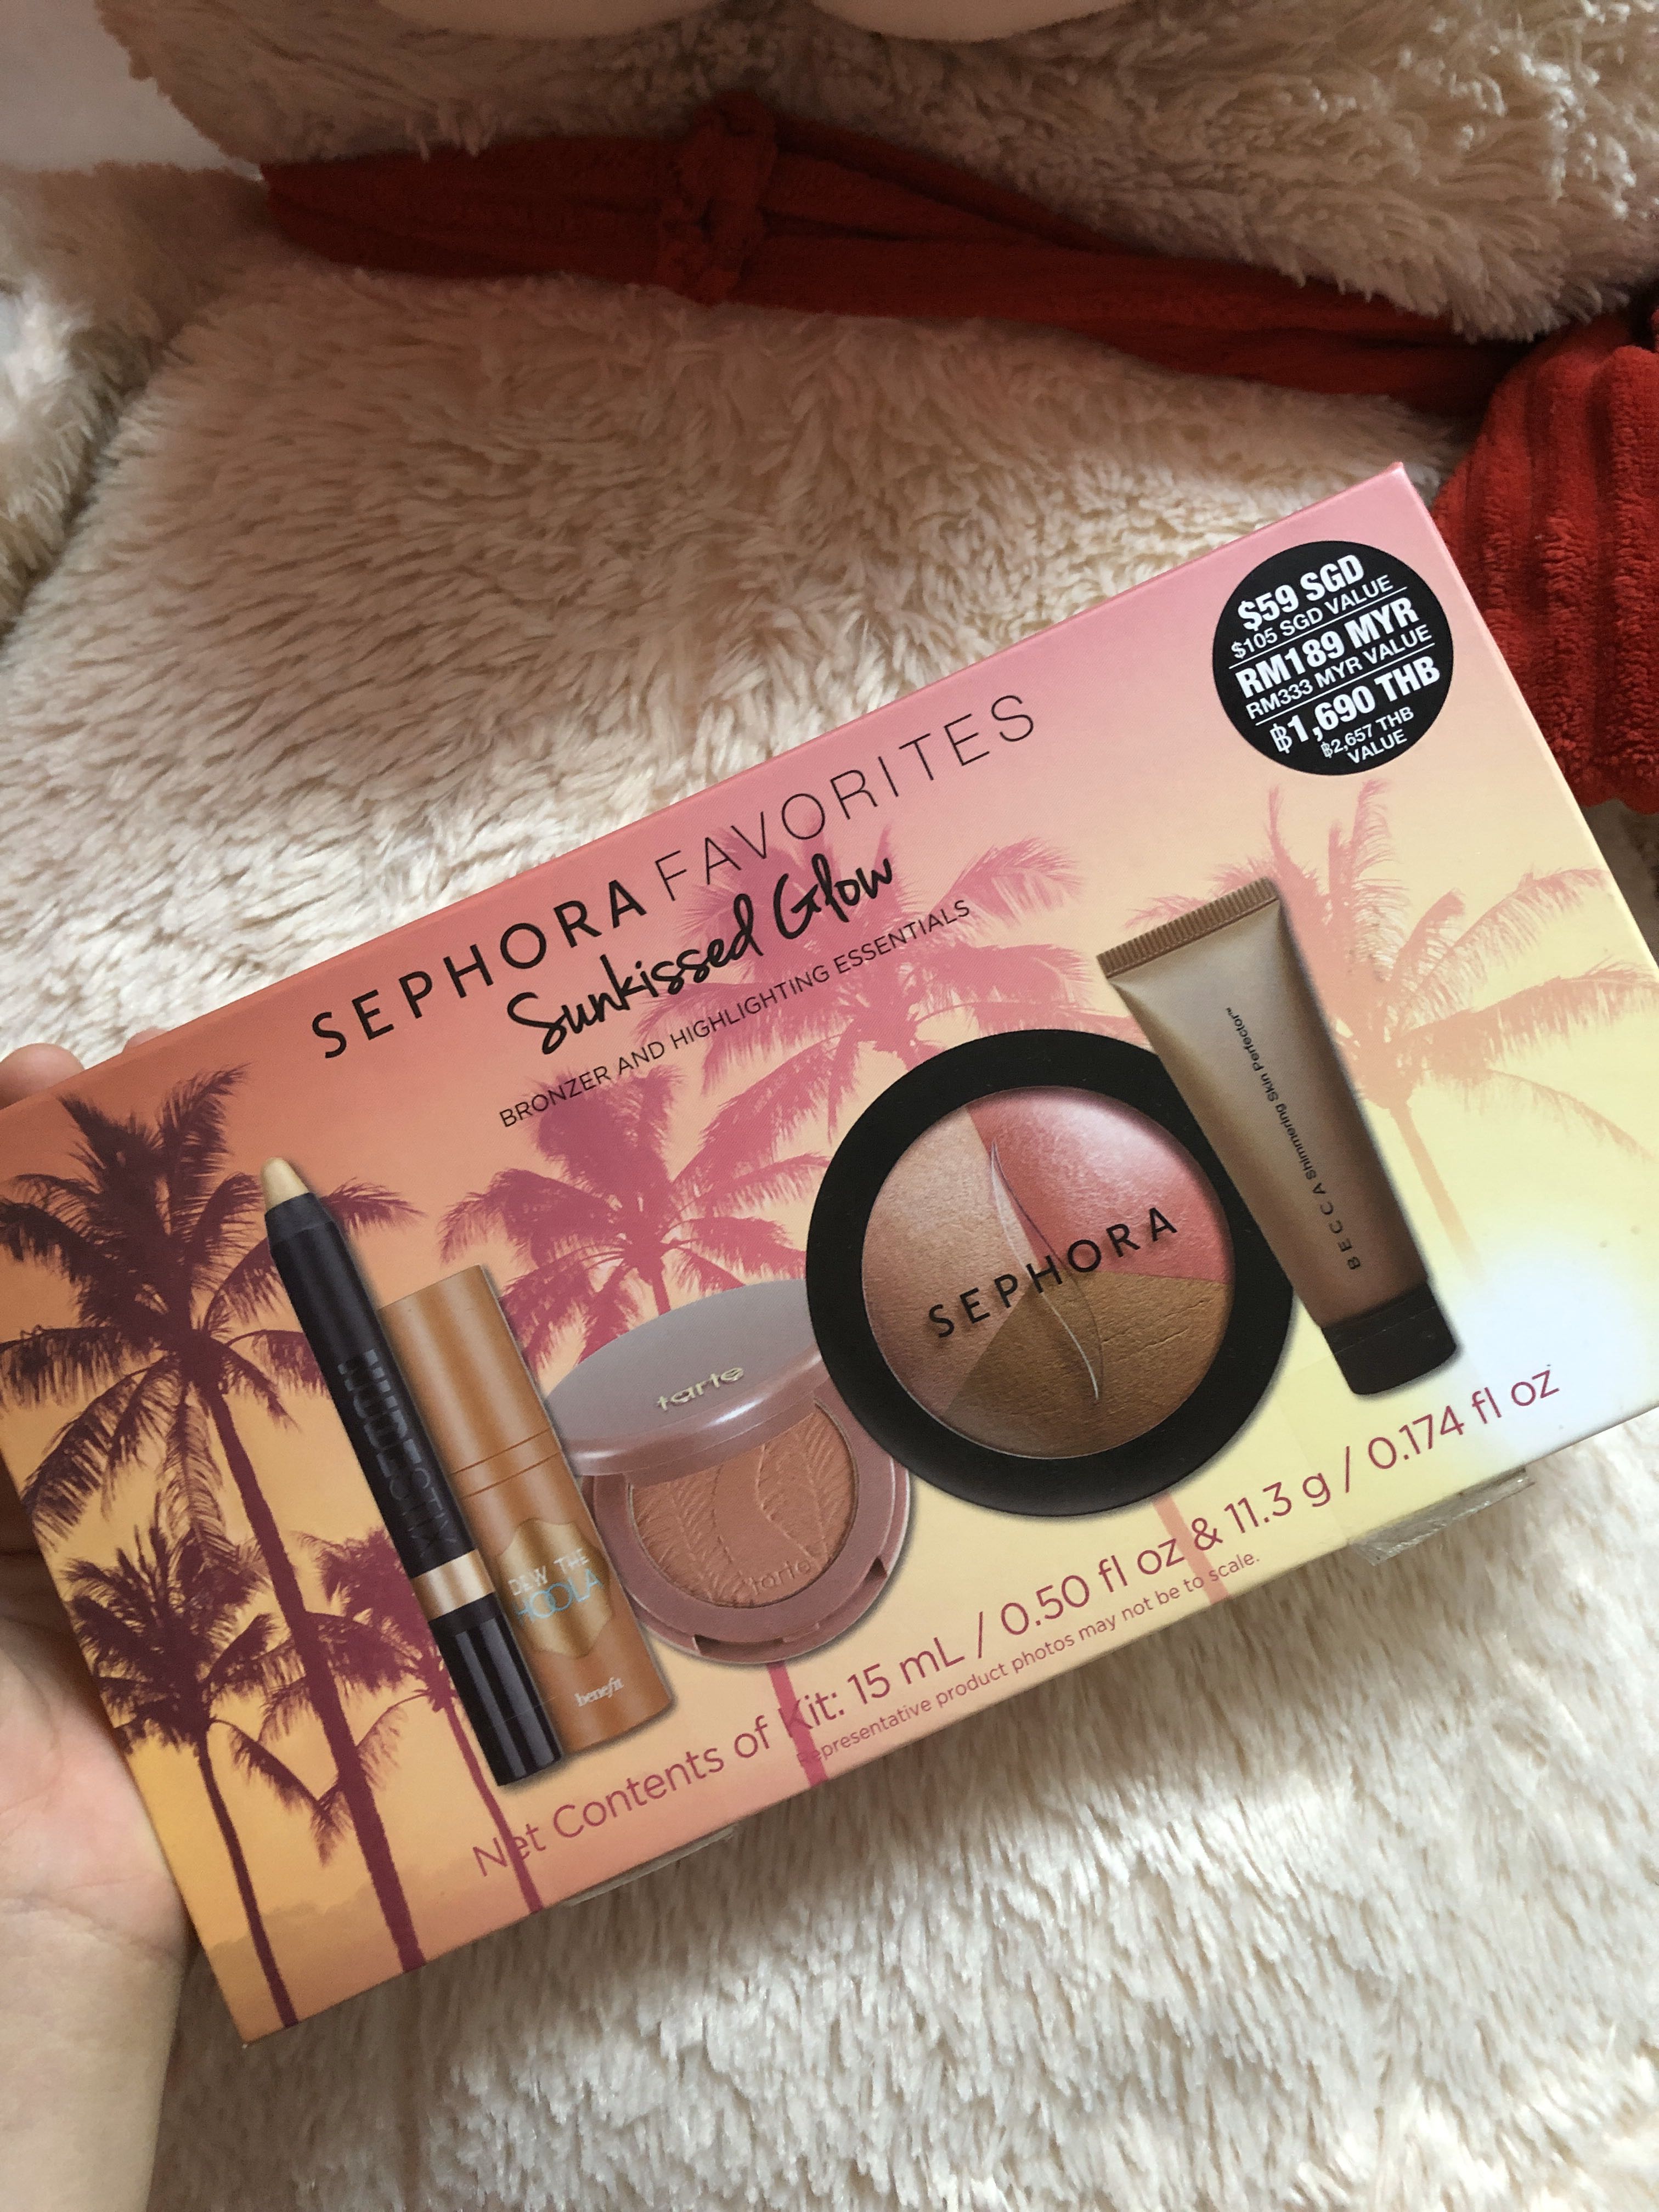 $59 SGD
$105 SGD VALUE
RM189 MYR
RM333 MYR VALUE
฿1,690 THB
฿2,657 THB
VALUE
SEPHORA FAVORITES
Sunkissed Glow
BRONZER AND HIGHLIGHTING ESSENTIALS
NUDESTIX
DEW THE
HOOLA
benefit
tarte
tarte
SEPHORA
BECCA Shimmering Skin Perfector™
Net Contents of Kit: 15 mL / 0.50 fl oz & 11.3 g / 0.174 fl oz
Representative product photos may not be to scale.